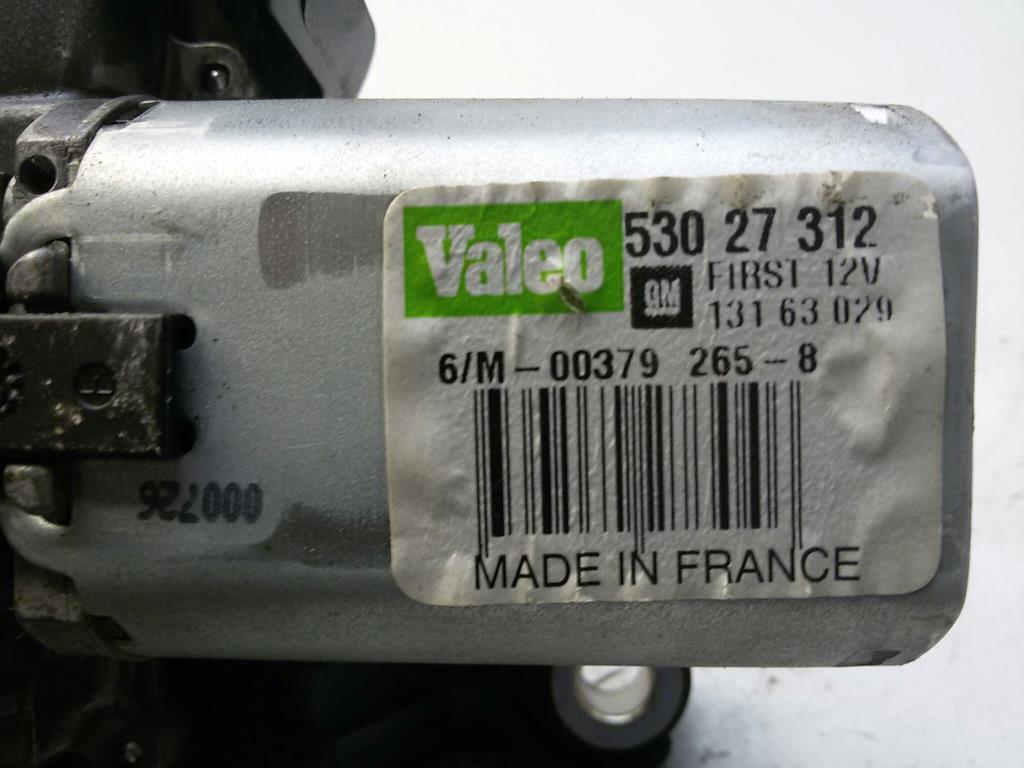 Valeo 530 27 312
GM FIRST 12V
131 63 029
6/M-00379 265-8
MADE IN FRANCE
000726